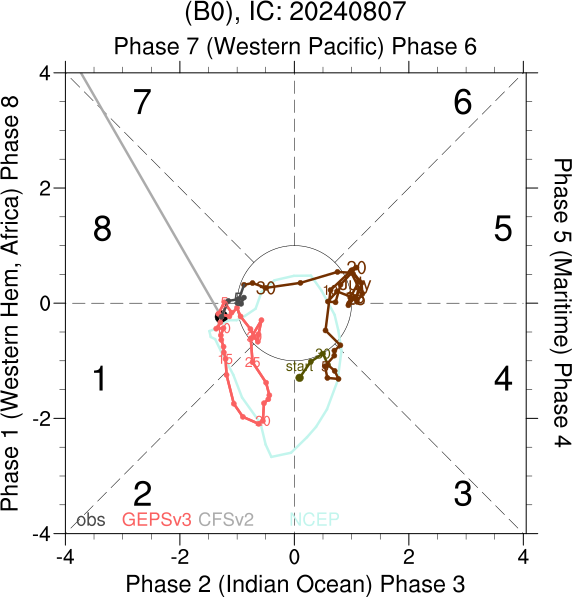 (B0), IC: 20240807
Phase 7 (Western Pacific) Phase 6
4
7
6
2
8
5
0
start
20
5
20
30
15
25
20
1
4
-2
2
3
obs GEPSv3 CFSv2 NCEP
-4
-4 -2 0 2 4
Phase 2 (Indian Ocean) Phase 3
Phase 1 (Western Hem, Africa) Phase 8
Phase 5 (Maritime) Phase 4